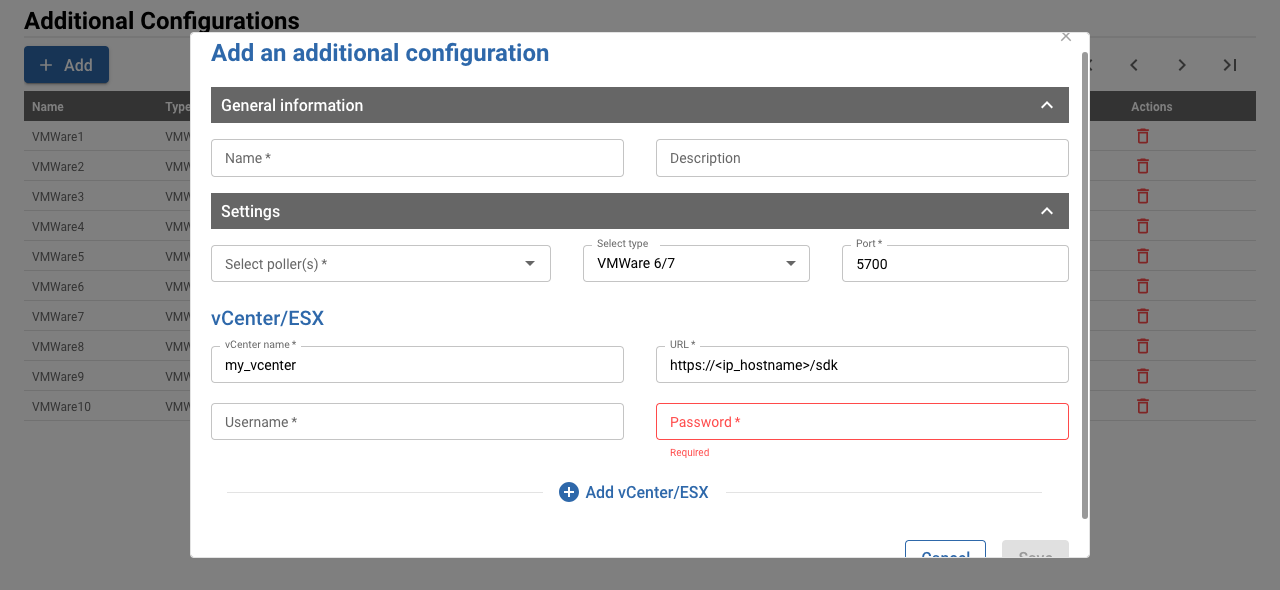 Additional Configurations
Add an additional configuration
Add
General information
Name Type Actions
Name * Description
VMWare1 VMW
VMWare2 VMW
VMWare3 VMW
Settings
VMWare4 VMW
VMWare5 VMW
Select poller(s) * Select type VMWare 6/7 Port * 5700
VMWare6 VMW
VMWare7 VMW
vCenter/ESX
VMWare8 VMW
vCenter name * URL *
my_vcenter https://<ip_hostname>/sdk
VMWare9 VMW
VMWare10 VMW
Username * Password *
Required
Add vCenter/ESX
Cancel Save